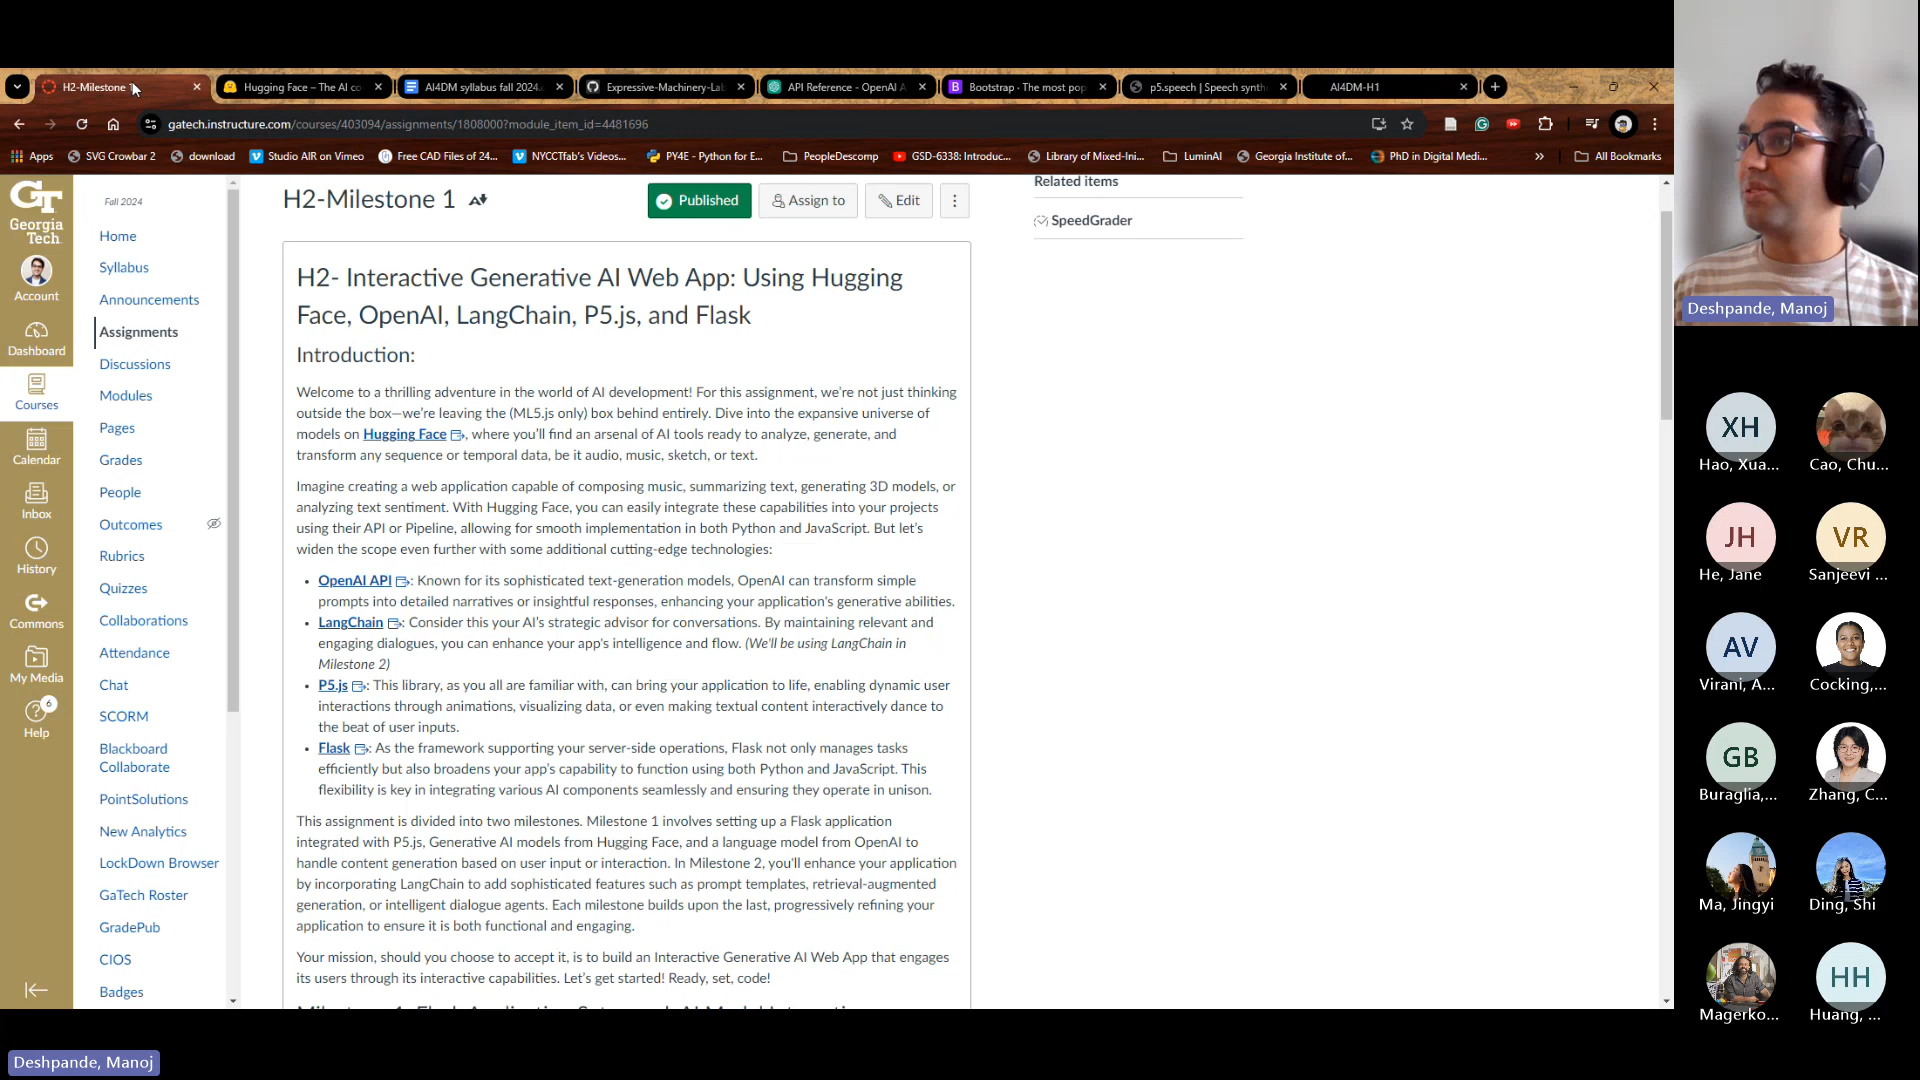 H2-Milestone
Hugging Face – The AI co
AI4DM syllabus fall 2024.
Expressive-Machinery-Lab
API Reference - OpenAI A
Bootstrap · The most pop
p5.speech | Speech synth
AI4DM-H1
gatech.instructure.com/courses/403094/assignments/1808000?module_item_id=4481696
Apps
SVG Crowbar 2
download
Studio AIR on Vimeo
Free CAD Files of 24...
NYCCTfab's Videos...
PY4E - Python for E...
PeopleDescomp
GSD-6338: Introduc...
Library of Mixed-Ini...
LuminAI
Georgia Institute of...
PhD in Digital Medi...
All Bookmarks
GT
Georgia
Tech
Account
Dashboard
Courses
Calendar
Inbox
History
Commons
My Media
6
Help
Fall 2024
Home
Syllabus
Announcements
Assignments
Discussions
Modules
Pages
Grades
People
Outcomes
Rubrics
Quizzes
Collaborations
Attendance
Chat
SCORM
Blackboard
Collaborate
PointSolutions
New Analytics
LockDown Browser
GaTech Roster
GradePub
CIOS
Badges
H2-Milestone 1
Published
Assign to
Edit
Related items
SpeedGrader
H2- Interactive Generative AI Web App: Using Hugging
Face, OpenAI, LangChain, P5.js, and Flask
Introduction:
Welcome to a thrilling adventure in the world of AI development! For this assignment, we're not just thinking
outside the box—we're leaving the (ML5.js only) box behind entirely. Dive into the expansive universe of
models on Hugging Face, where you'll find an arsenal of AI tools ready to analyze, generate, and
transform any sequence or temporal data, be it audio, music, sketch, or text.
Imagine creating a web application capable of composing music, summarizing text, generating 3D models, or
analyzing text sentiment. With Hugging Face, you can easily integrate these capabilities into your projects
using their API or Pipeline, allowing for smooth implementation in both Python and JavaScript. But let's
widen the scope even further with some additional cutting-edge technologies:
• OpenAI API: Known for its sophisticated text-generation models, OpenAI can transform simple
prompts into detailed narratives or insightful responses, enhancing your application's generative abilities.
• LangChain: Consider this your AI's strategic advisor for conversations. By maintaining relevant and
engaging dialogues, you can enhance your app's intelligence and flow. (We'll be using LangChain in
Milestone 2)
• P5.js: This library, as you all are familiar with, can bring your application to life, enabling dynamic user
interactions through animations, visualizing data, or even making textual content interactively dance to
the beat of user inputs.
• Flask: As the framework supporting your server-side operations, Flask not only manages tasks
efficiently but also broadens your app's capability to function using both Python and JavaScript. This
flexibility is key in integrating various AI components seamlessly and ensuring they operate in unison.
This assignment is divided into two milestones. Milestone 1 involves setting up a Flask application
integrated with P5.js, Generative AI models from Hugging Face, and a language model from OpenAI to
handle content generation based on user input or interaction. In Milestone 2, you'll enhance your application
by incorporating LangChain to add sophisticated features such as prompt templates, retrieval-augmented
generation, or intelligent dialogue agents. Each milestone builds upon the last, progressively refining your
application to ensure it is both functional and engaging.
Your mission, should you choose to accept it, is to build an Interactive Generative AI Web App that engages
its users through its interactive capabilities. Let's get started! Ready, set, code!
Deshpande, Manoj
XH
Hao, Xua...
Cao, Chu...
JH
He, Jane
VR
Sanjeevi ...
AV
Virani, A...
Cocking,...
GB
Buraglia,...
Zhang, C...
Ma, Jingyi
Ding, Shi
Magerko...
HH
Huang, ...
Deshpande, Manoj